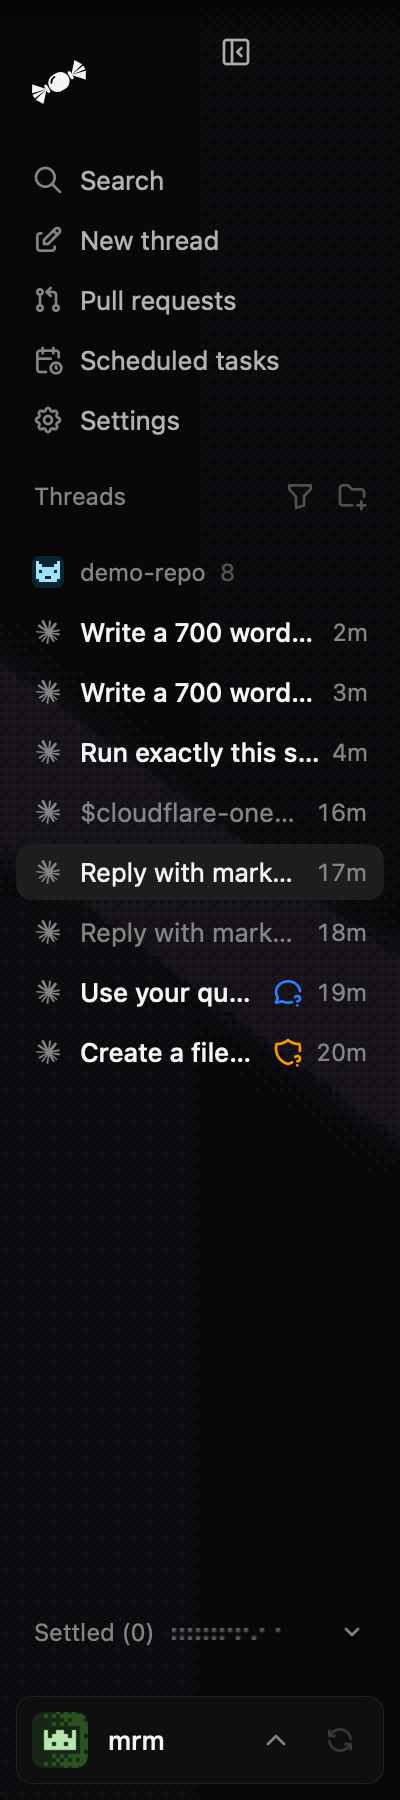 Search
New thread
Pull requests
Scheduled tasks
Settings
Threads
demo-repo 8
Write a 700 word... 2m
Write a 700 word... 3m
Run exactly this s... 4m
$cloudflare-one... 16m
Reply with mark... 17m
Reply with mark... 18m
Use your qu... 19m
Create a file... 20m
Settled (0)
mrm